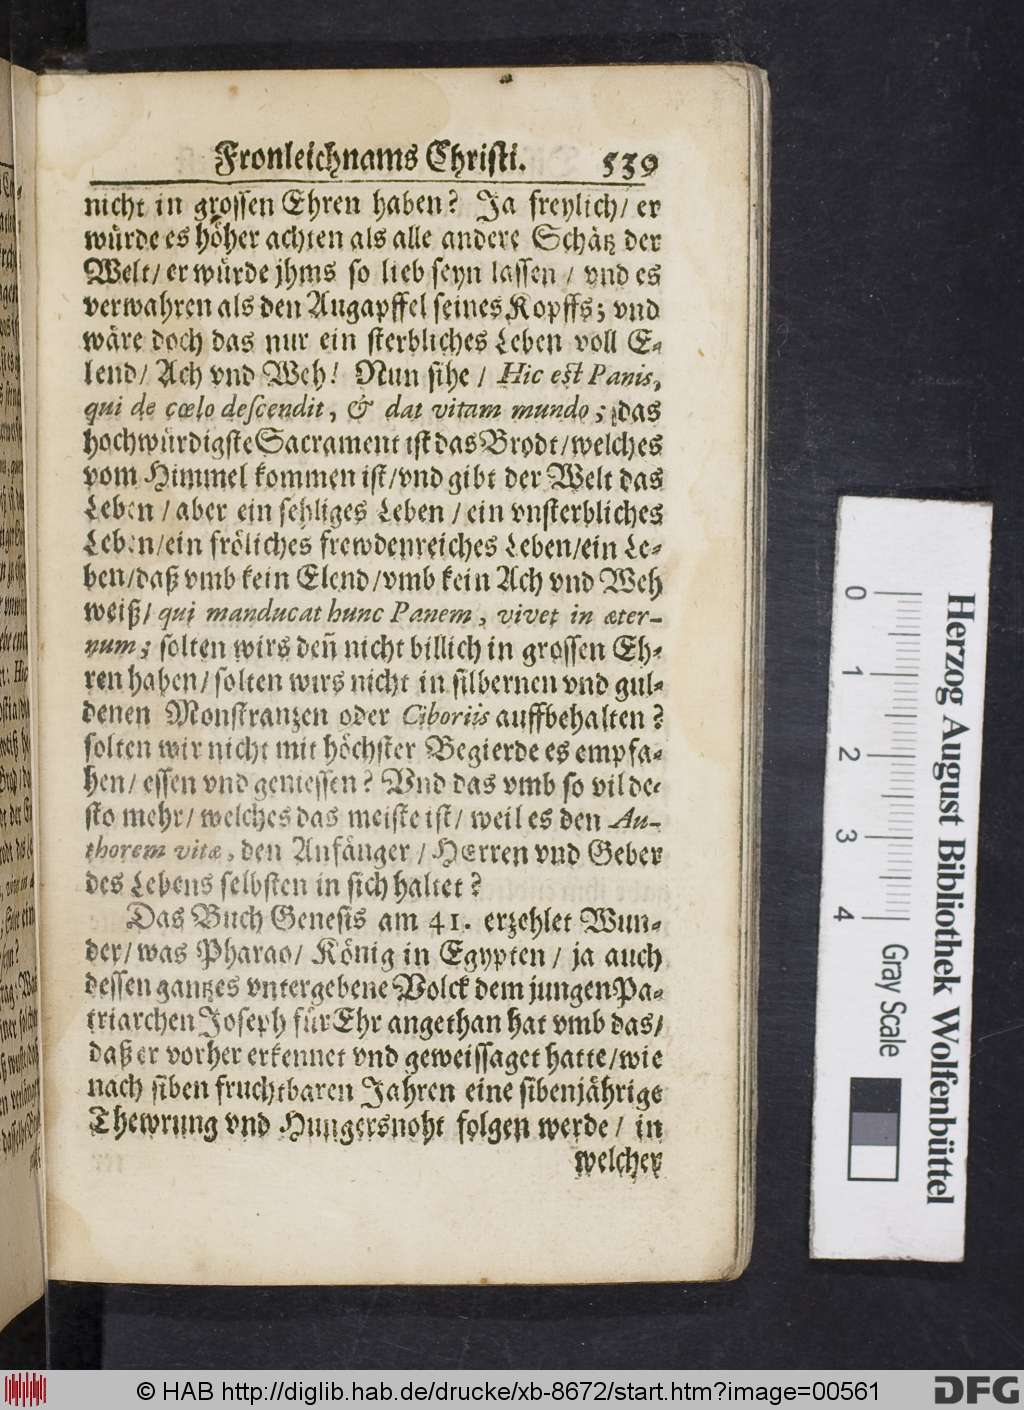 Fronleichnams Christi. 539
nicht in grossen Ehren haben? Ja freylich/ er
würde es höher achten als alle andere Schätz der
Welt/ er würde jhms so lieb seyn lassen / vnd es
verwahren als den Augapffel seines Kopffs; vnd
wäre doch das nur ein sterbliches Leben voll E-
lend/ Ach vnd Weh! Nun sihe / Hic est Panis,
qui de cœlo descendit, & dat vitam mundo; das
hochwürdigste Sacrament ist das Brodt/welches
vom Himmel kommen ist/vnd gibt der Welt das
Leben / aber ein sehliges Leben / ein vnsterbliches
Leben/ein fröliches frewdenreiches Leben/ein Le-
ben/daß vmb kein Elend/vmb kein Ach vnd Weh
weiß/ qui manducat hunc Panem, vivet in æter-
num; solten wirs deñ nicht billich in grossen Eh-
ren haben/ solten wirs nicht in silbernen vnd gul-
denen Monstranzen oder Ciboriis auffbehalten?
solten wir nicht mit höchster Begierde es empfa-
hen/ essen vnd geniessen? Vnd das vmb so vil de-
sto mehr/ welches das meiste ist/ weil es den Au-
thorem vitæ, den Anfänger / HErren vnd Geber
des Lebens selbsten in sich haltet?
Das Buch Genesis am 41. erzehlet Wun-
der/ was Pharao/ König in Egypten / ja auch
dessen gantzes vntergebene Volck dem jungen Pa-
triarchen Joseph für Ehr angethan hat vmb das/
daß er vorher erkennet vnd geweissaget hatte/wie
nach siben fruchtbaren Jahren eine sibenjährige
Thewrung vnd Hungersnoht folgen werde / in
welcher
0 1 2 3 4
Gray Scale
Herzog August Bibliothek Wolfenbüttel
© HAB http://diglib.hab.de/drucke/xb-8672/start.htm?image=00561
DFG